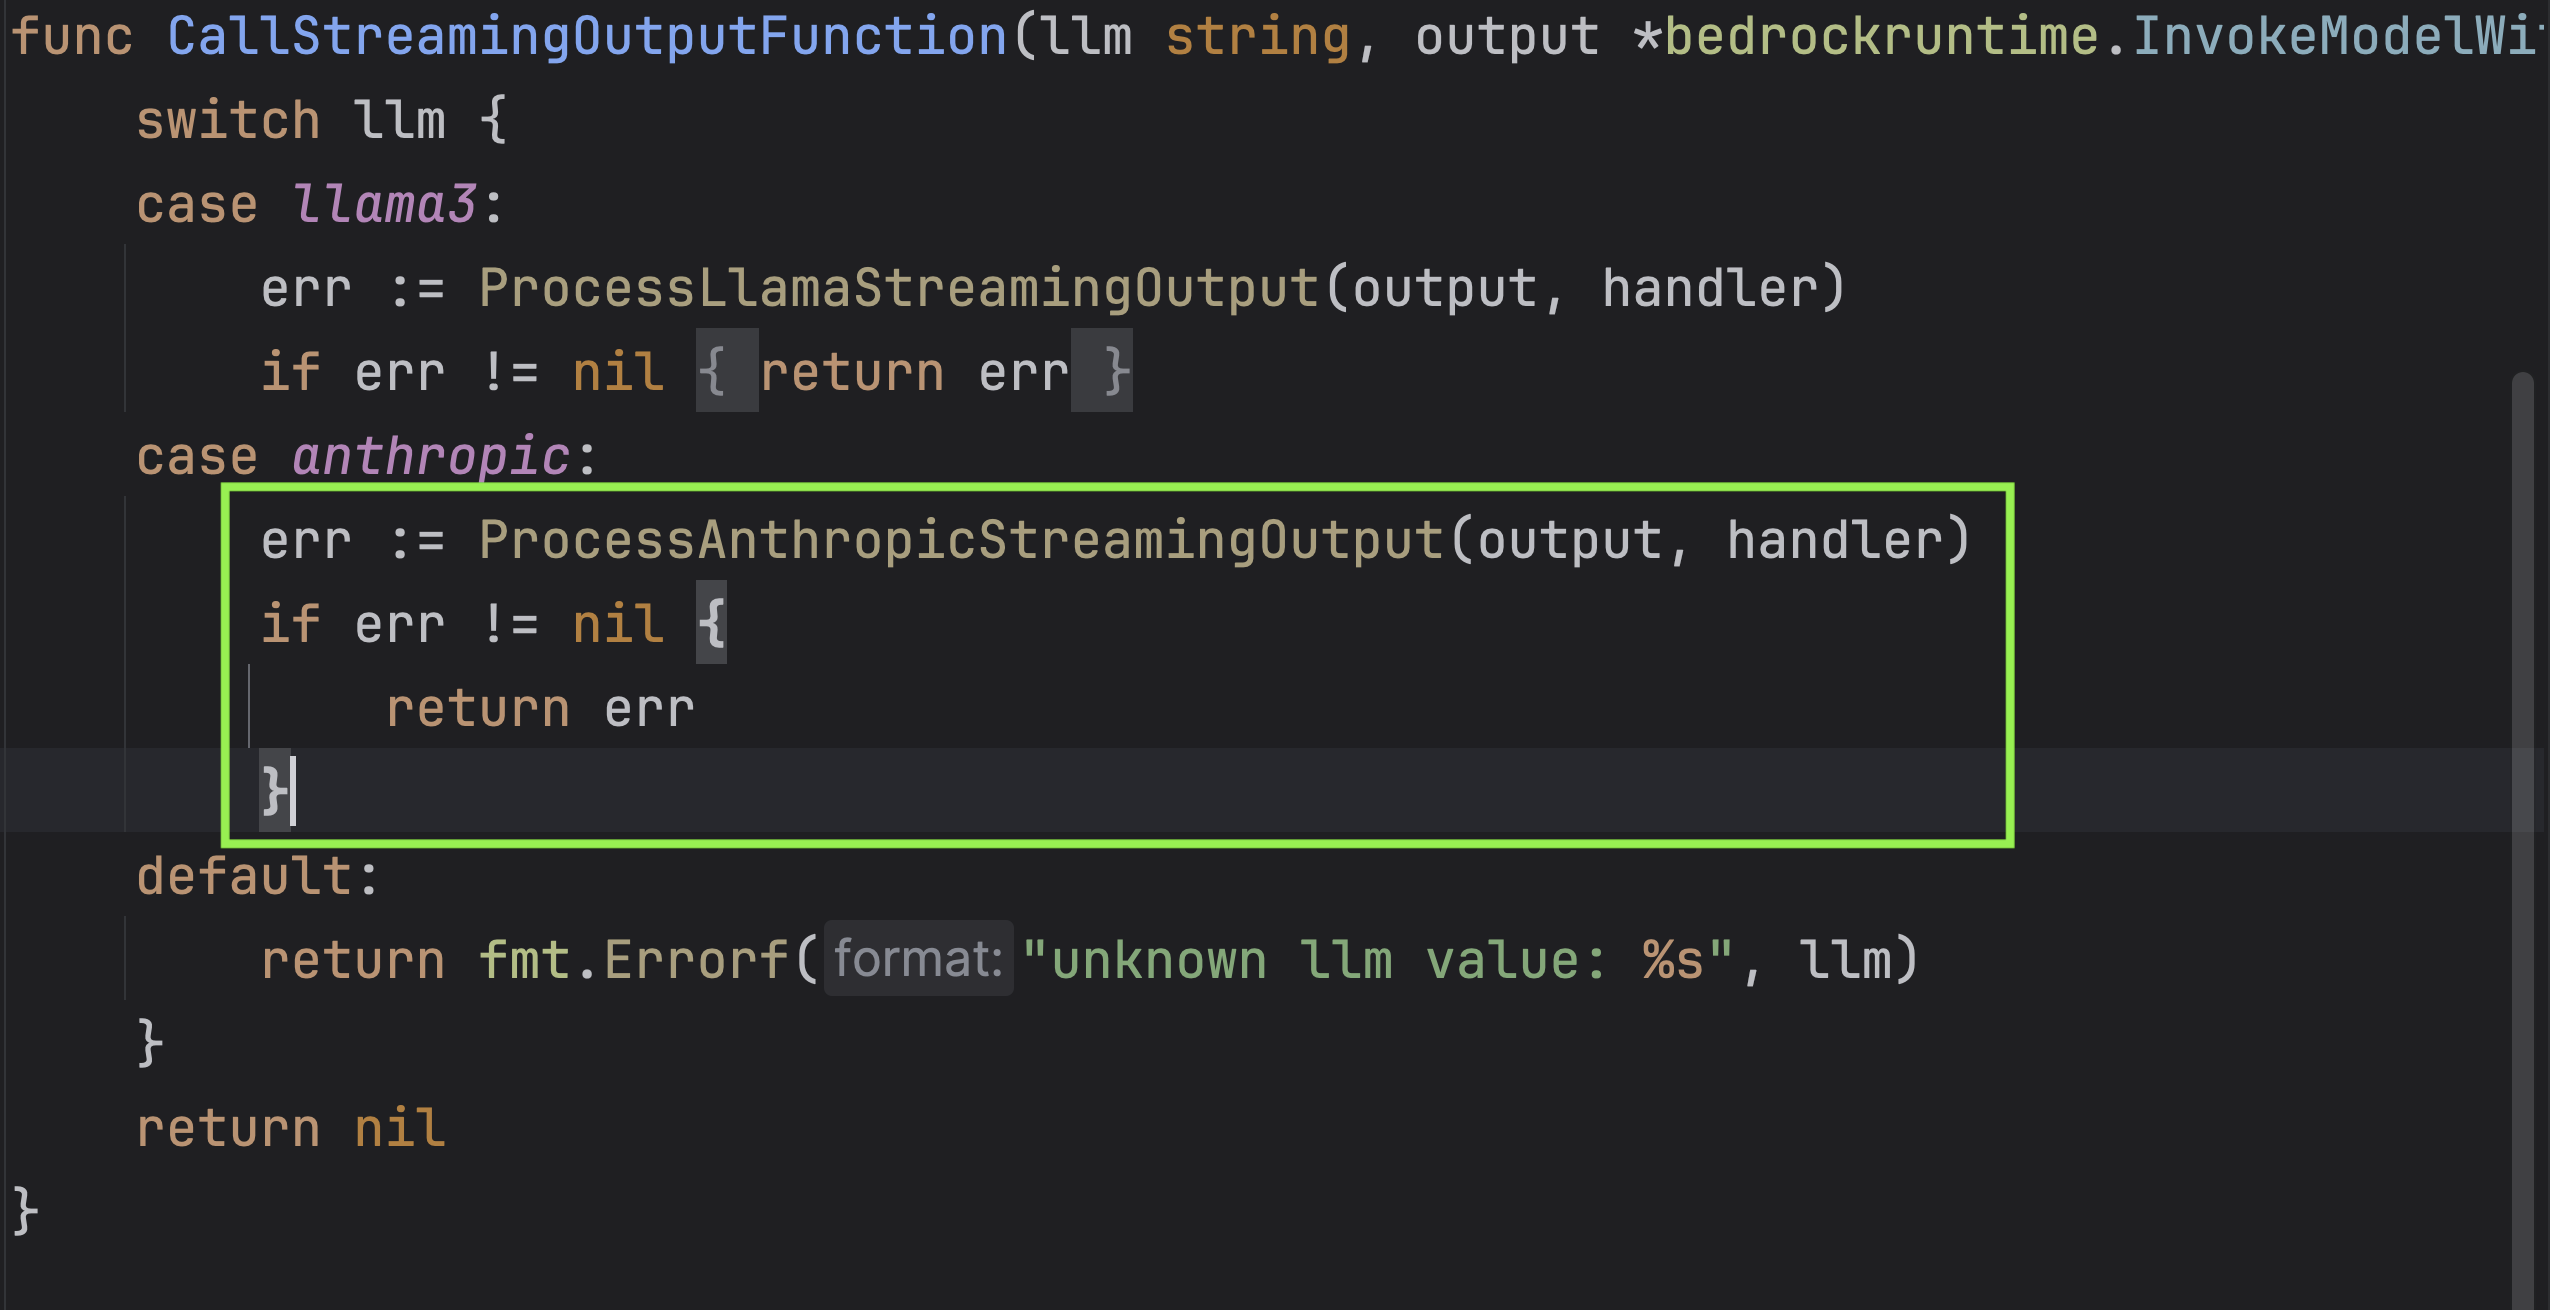 func CallStreamingOutputFunction(llm string, output *bedrockruntime.InvokeModelWi
switch llm {
case llama3:
err := ProcessLlamaStreamingOutput(output, handler)
if err != nil { return err }
case anthropic:
err := ProcessAnthropicStreamingOutput(output, handler)
if err != nil {
return err
}
default:
return fmt.Errorf( format: "unknown llm value: %s", llm)
}
return nil
}